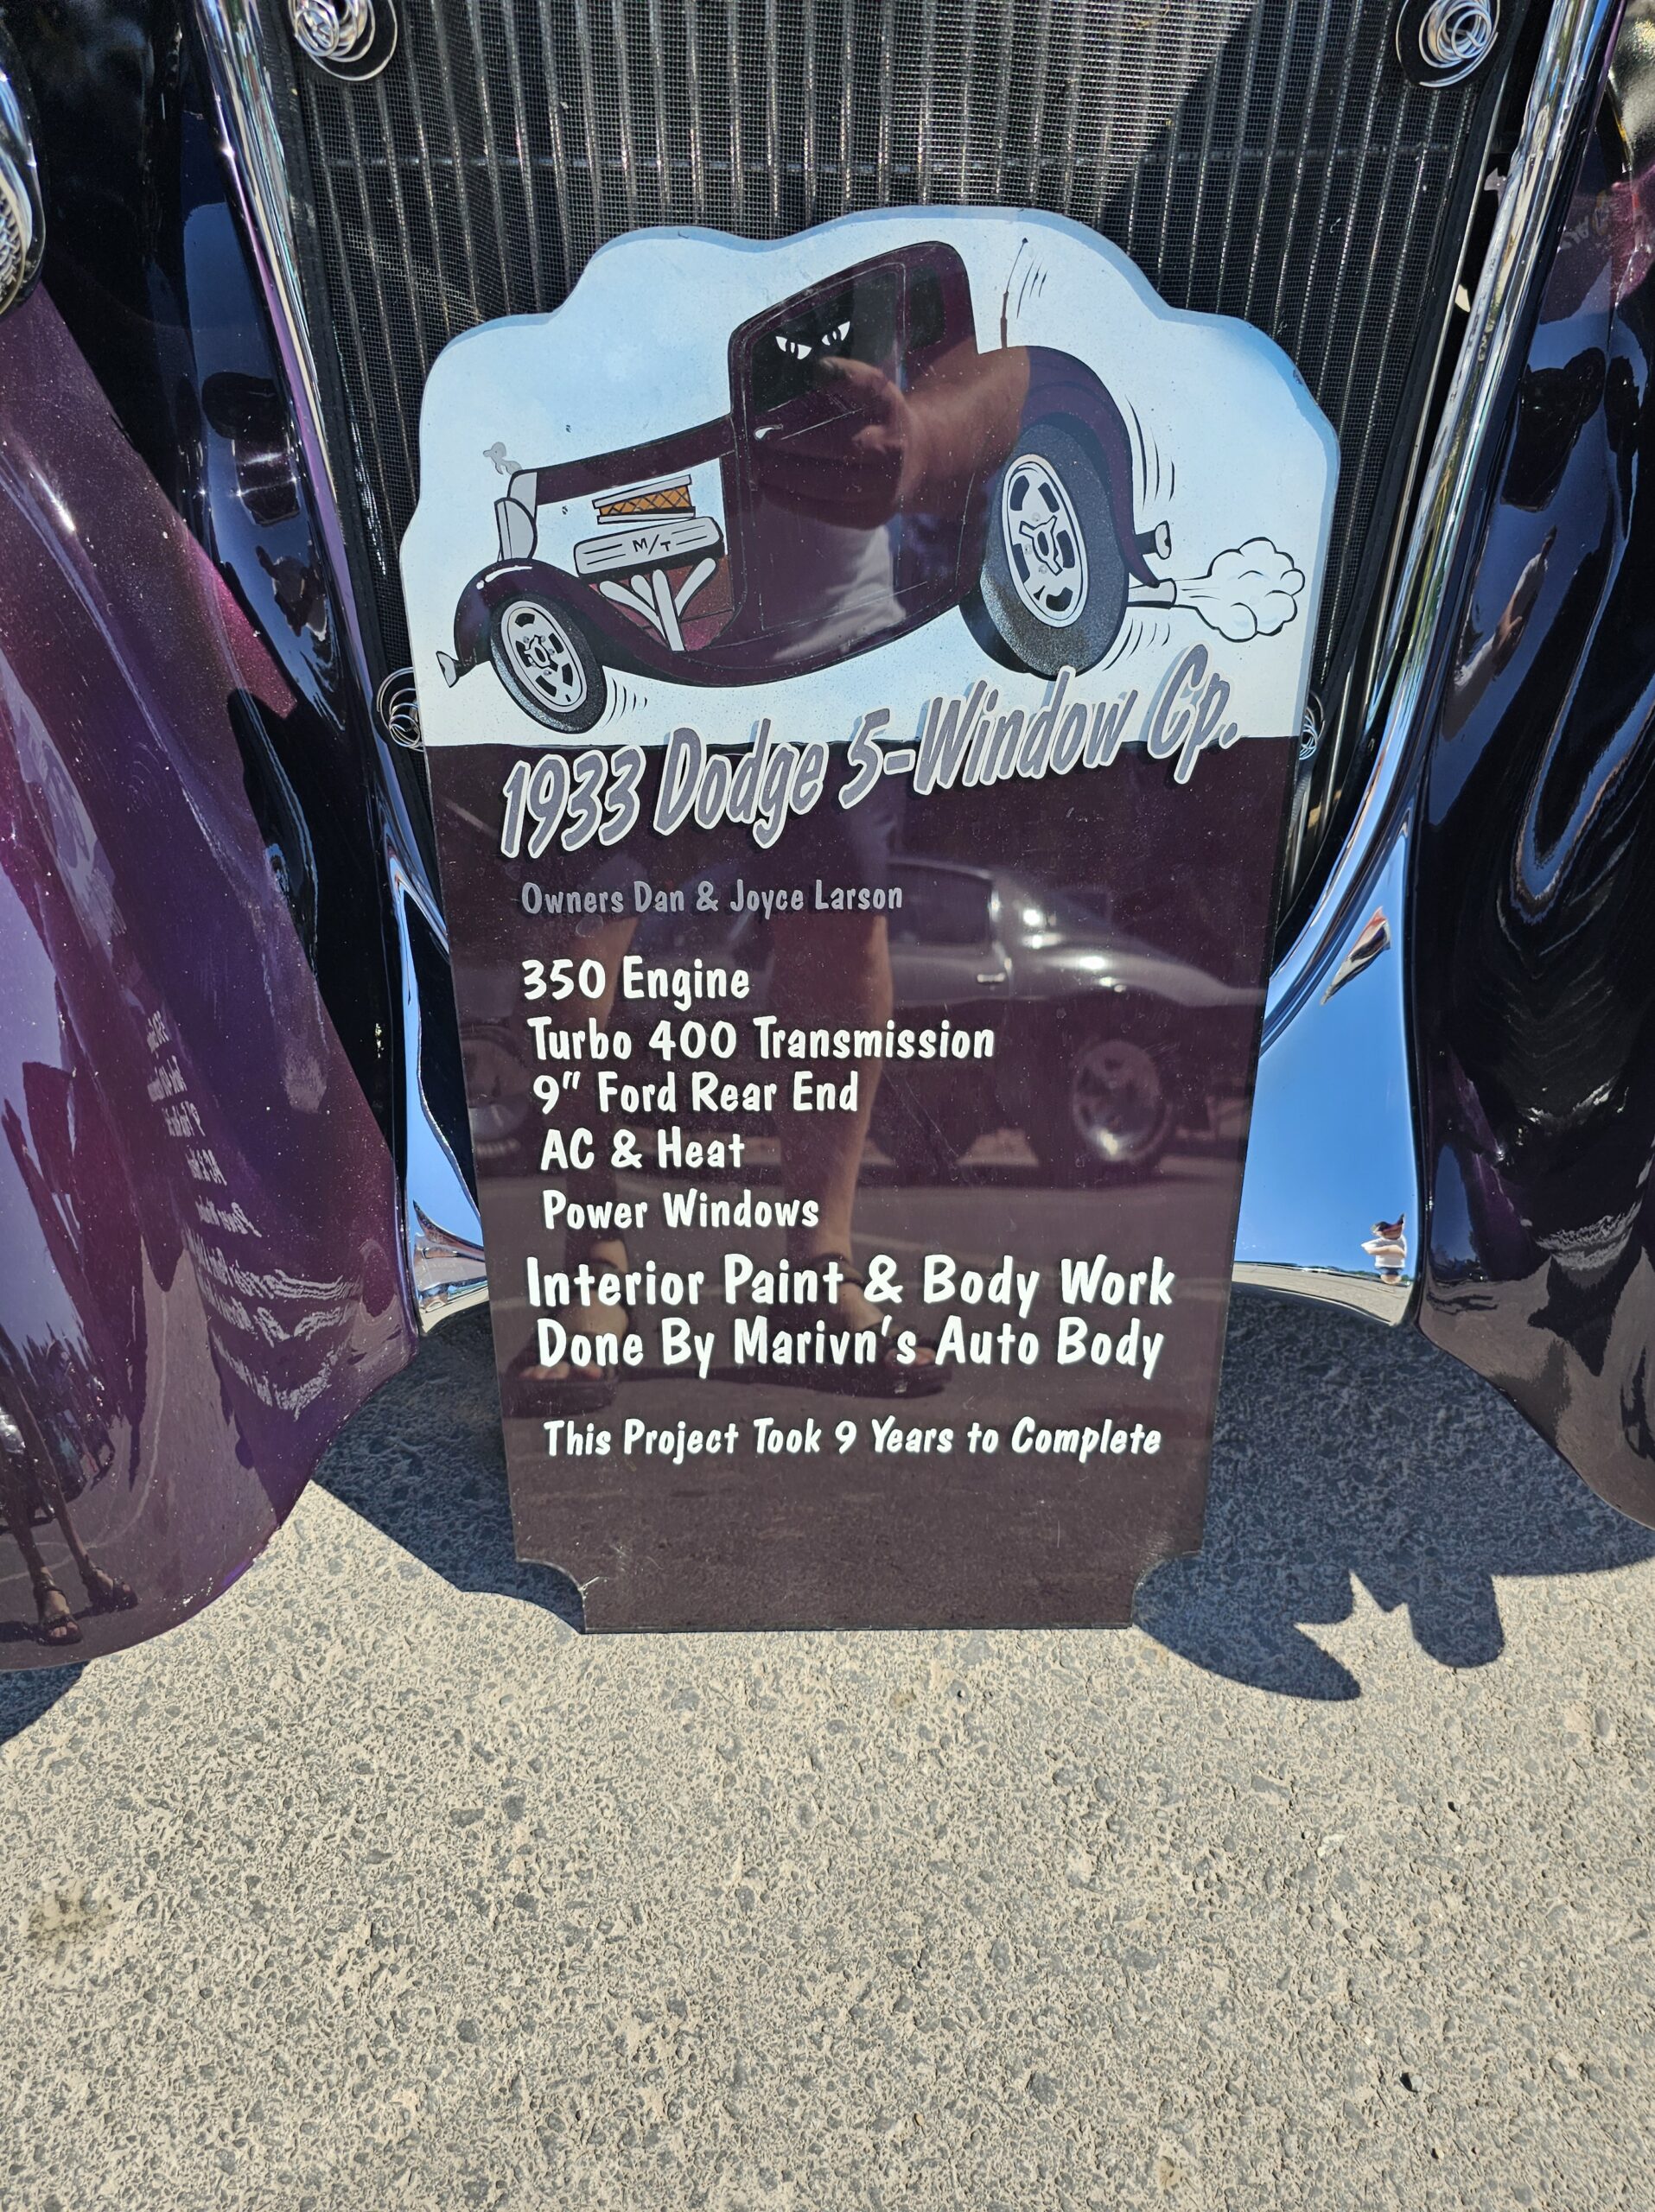 M/T
1933 Dodge 5-Window Cp.
Owners Dan & Joyce Larson
350 Engine
Turbo 400 Transmission
9" Ford Rear End
AC & Heat
Power Windows
Interior Paint & Body Work
Done By Marivn's Auto Body
This Project Took 9 Years to Complete